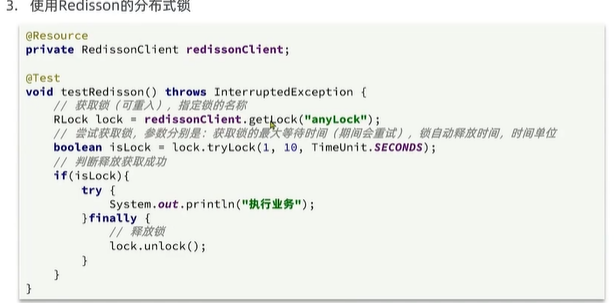 3. 使用Redisson的分布式锁
@Resource
private RedissonClient redissonClient;
@Test
void testRedisson() throws InterruptedException {
// 获取锁（可重入），指定锁的名称
RLock lock = redissonClient.getLock("anyLock");
// 尝试获取锁，参数分别是：获取锁的最大等待时间（期间会重试），锁自动释放时间，时间单位
boolean isLock = lock.tryLock(1, 10, TimeUnit.SECONDS);
// 判断释放获取成功
if(isLock){
try {
System.out.println("执行业务");
}finally {
// 释放锁
lock.unlock();
}
}
}